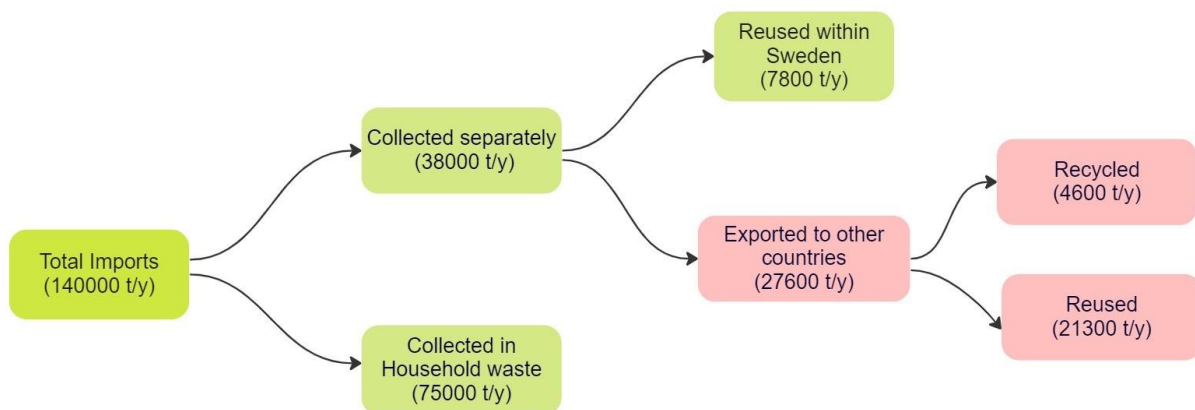 Total Imports
(140000 t/y)
Collected separately
(38000 t/y)
Collected in
Household waste
(75000 t/y)
Reused within
Sweden
(7800 t/y)
Exported to other
countries
(27600 t/y)
Recycled
(4600 t/y)
Reused
(21300 t/y)